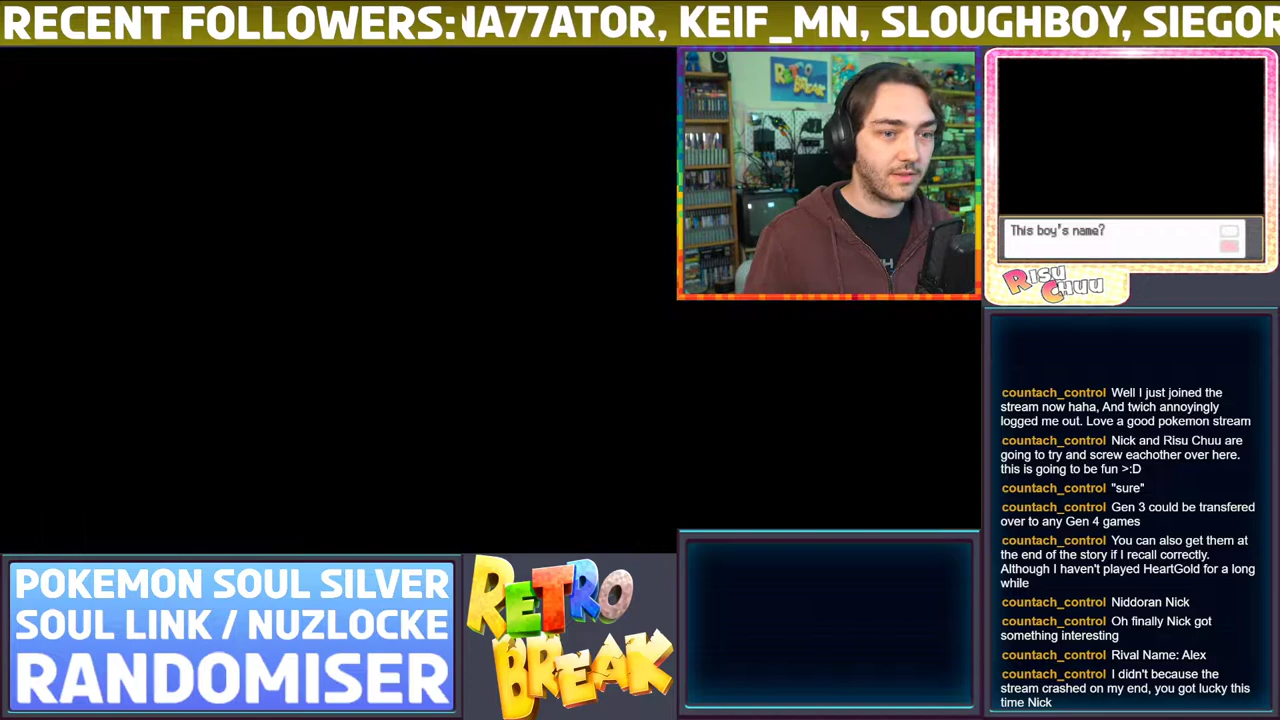 RECENT FOLLOWERS: NA77ATOR, KEIF_MN, SLOUGHBOY, SIEGOR
RETRO BREAK
This boy's name?
RISU
CHUU
countach_control Well I just joined the
stream now haha, And twich annoyingly
logged me out. Love a good pokemon stream
countach_control Nick and Risu Chuu are
going to try and screw eachother over here.
this is going to be fun >:D
countach_control "sure"
countach_control Gen 3 could be transfered
over to any Gen 4 games
countach_control You can also get them at
the end of the story if I recall correctly.
Although I haven't played HeartGold for a long
while
countach_control Niddoran Nick
countach_control Oh finally Nick got
something interesting
countach_control Rival Name: Alex
countach_control I didn't because the
stream crashed on my end, you got lucky this
time Nick
POKEMON SOUL SILVER
SOUL LINK / NUZLOCKE
RANDOMISER
RETRO
BREAK